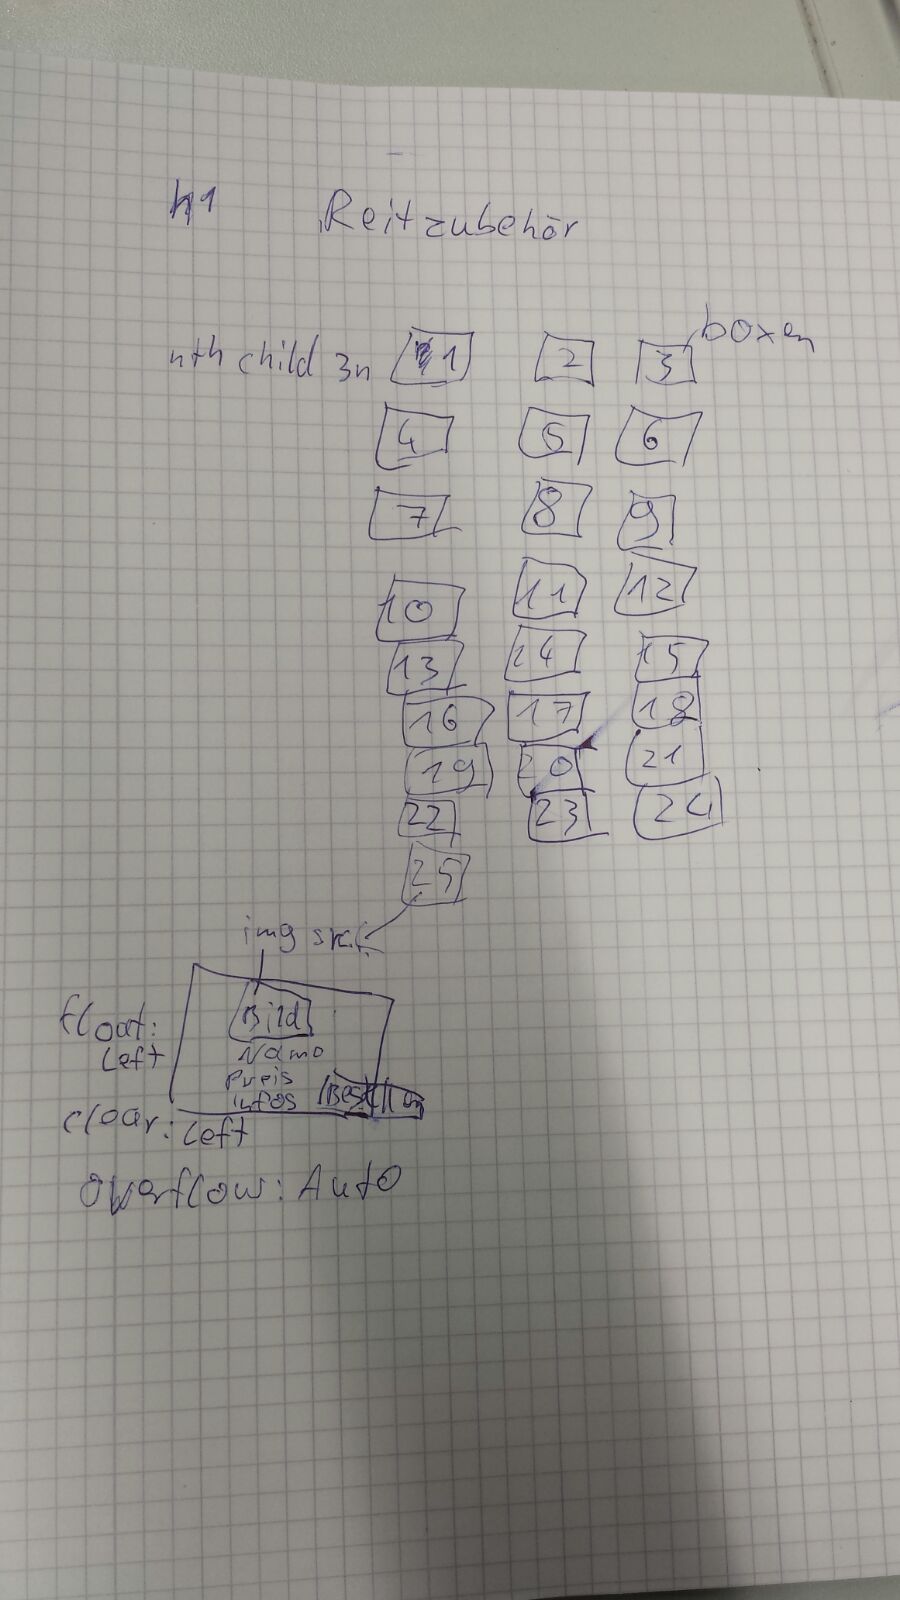 h1 Reitzubehör
boxen
nth child 3n 1 2 3
4 5 6
7 8 9
10 11 12
13 14 15
16 17 18
19 20 21
22 23 24
25
img src
float:
Left
Bild
Name
Preis
Infos Bestellen
clear: Left
overflow: Auto